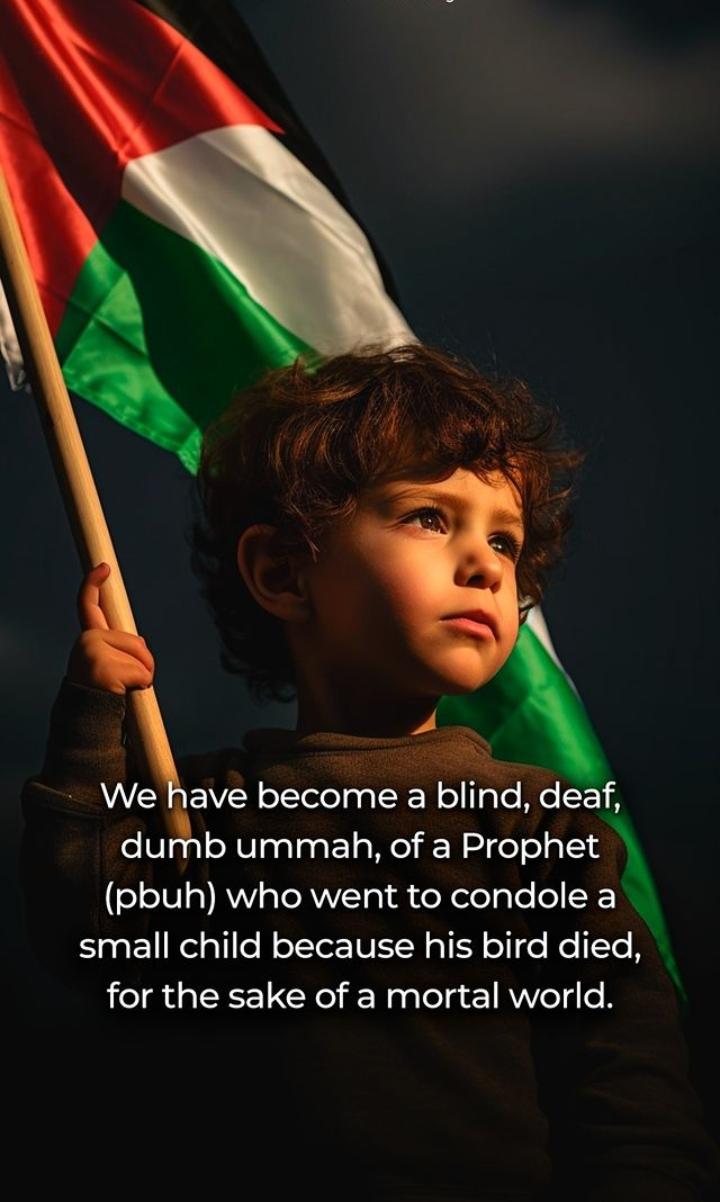 We have become a blind, deaf,
dumb ummah, of a Prophet
(pbuh) who went to condole a
small child because his bird died,
for the sake of a mortal world.